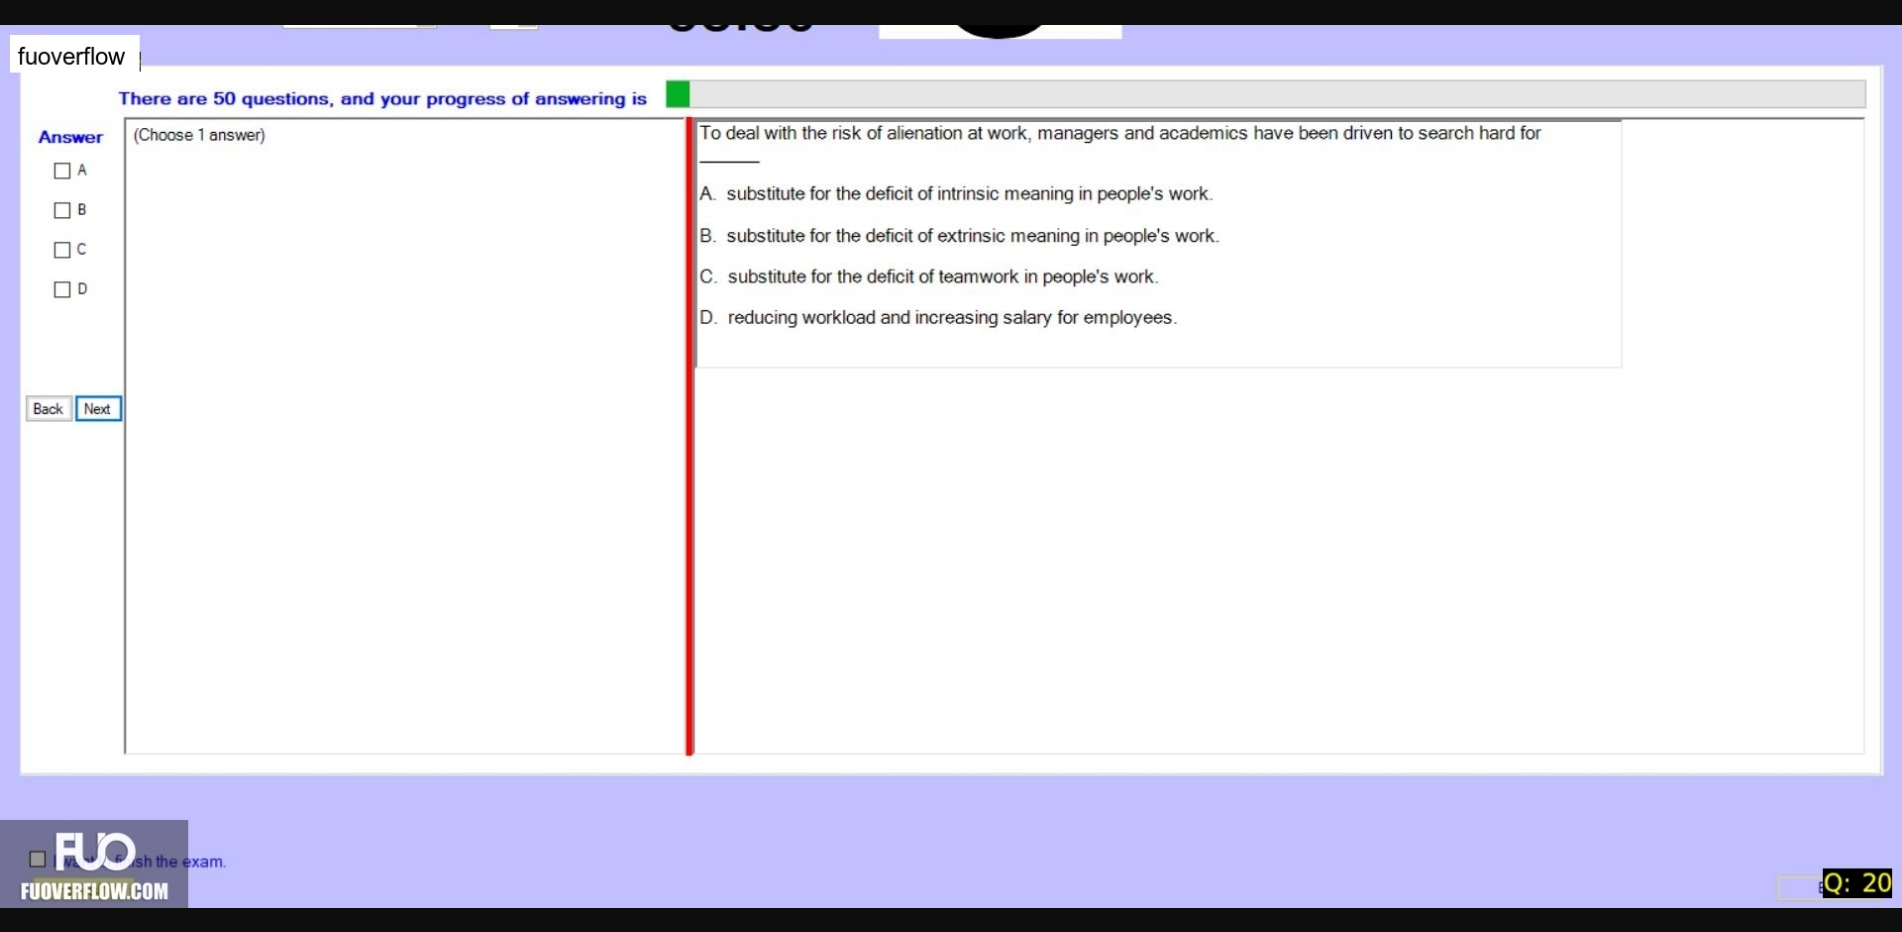 fuoverflow
There are 50 questions, and your progress of answering is
Answer
(Choose 1 answer)
A
B
C
D
Back Next
To deal with the risk of alienation at work, managers and academics have been driven to search hard for
______
A. substitute for the deficit of intrinsic meaning in people's work.
B. substitute for the deficit of extrinsic meaning in people's work.
C. substitute for the deficit of teamwork in people's work.
D. reducing workload and increasing salary for employees.
FUO
the exam.
FUOVERFLOW.COM
Q: 20